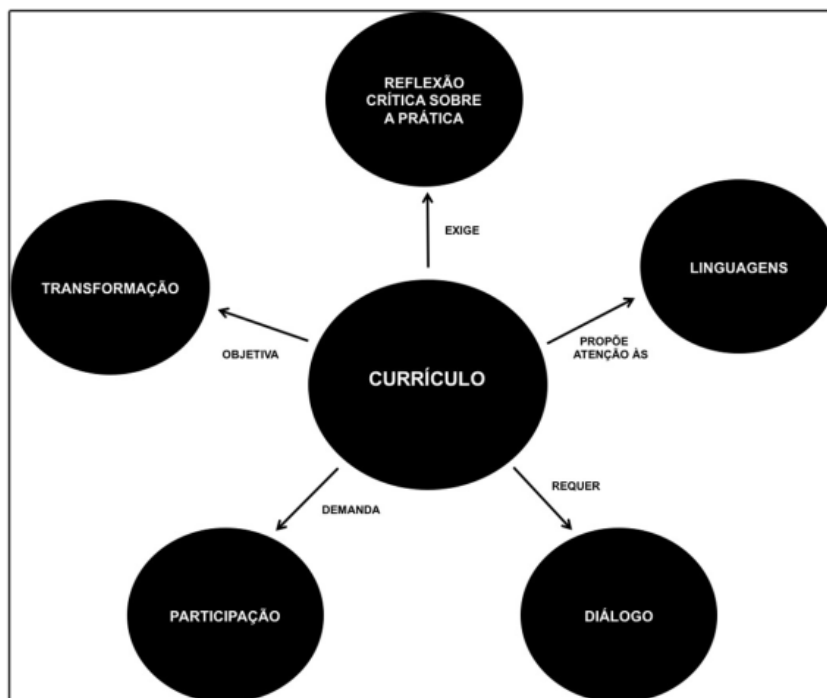 REFLEXÃO
CRÍTICA SOBRE
A PRÁTICA
EXIGE
LINGUAGENS
TRANSFORMAÇÃO
PROPÕE
ATENÇÃO ÀS
OBJETIVA
CURRÍCULO
REQUER
DEMANDA
PARTICIPAÇÃO
DIÁLOGO